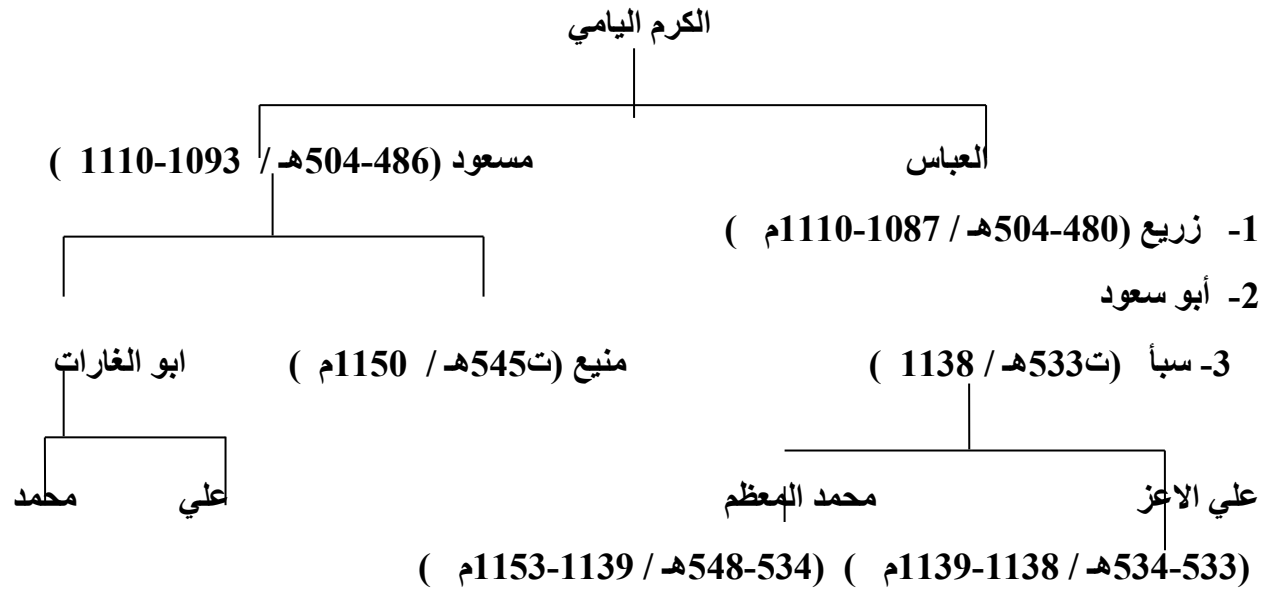 الكرم اليامي
العباس مسعود (486-504هـ / 1093-1110 )
1- زريع (480-504هـ / 1087-1110م )
2- أبو سعود
3- سبأ (ت533هـ / 1138 ) منيع (ت545هـ / 1150م ) ابو الغارات
علي الاعز محمد المعظم علي محمد
(533-534هـ / 1138-1139م ) (534-548هـ / 1139-1153م )